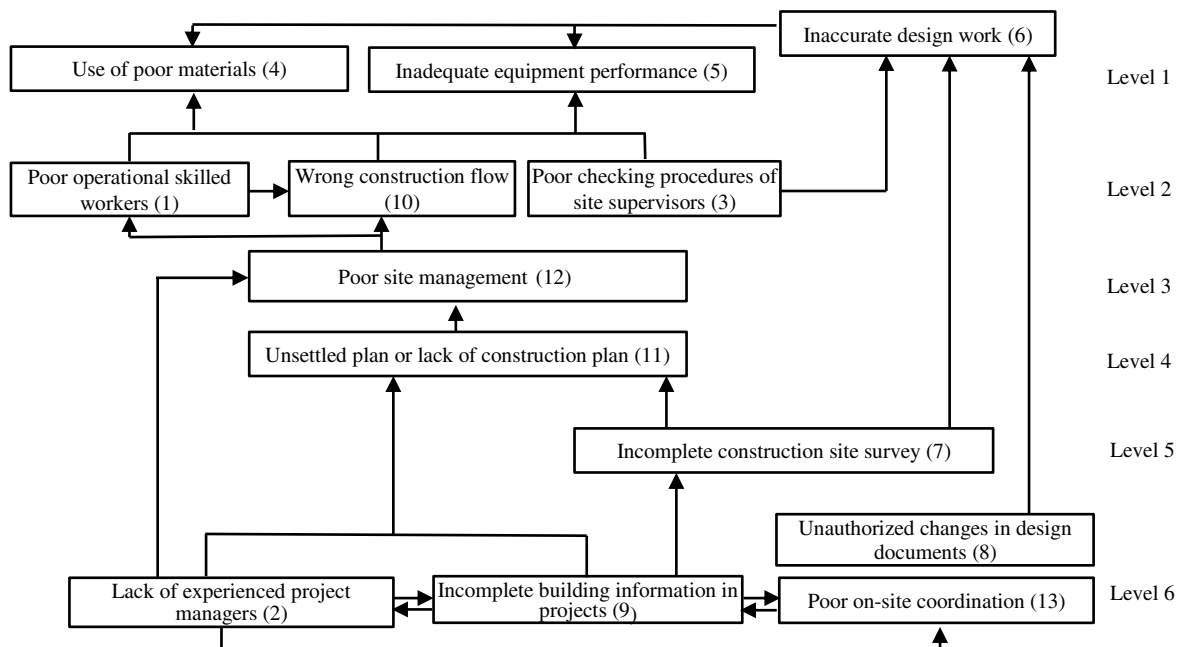 Inaccurate design work (6)
Use of poor materials (4)
Inadequate equipment performance (5)
Level 1
Poor operational skilled
workers (1)
Wrong construction flow
(10)
Poor checking procedures of
site supervisors (3)
Level 2
Poor site management (12)
Level 3
Unsettled plan or lack of construction plan (11)
Level 4
Incomplete construction site survey (7)
Level 5
Unauthorized changes in design
documents (8)
Lack of experienced project
managers (2)
Incomplete building information in
projects (9)
Poor on-site coordination (13)
Level 6